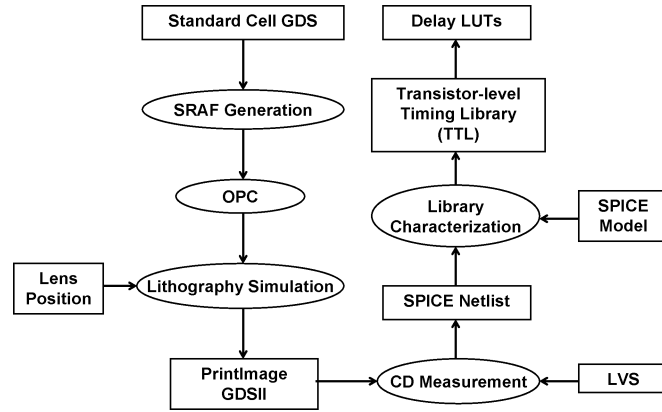 Standard Cell GDS
SRAF Generation
OPC
Lens
Position
Lithography Simulation
PrintImage
GDSII
CD Measurement
LVS
SPICE Netlist
Library
Characterization
SPICE
Model
Transistor-level
Timing Library
(TTL)
Delay LUTs